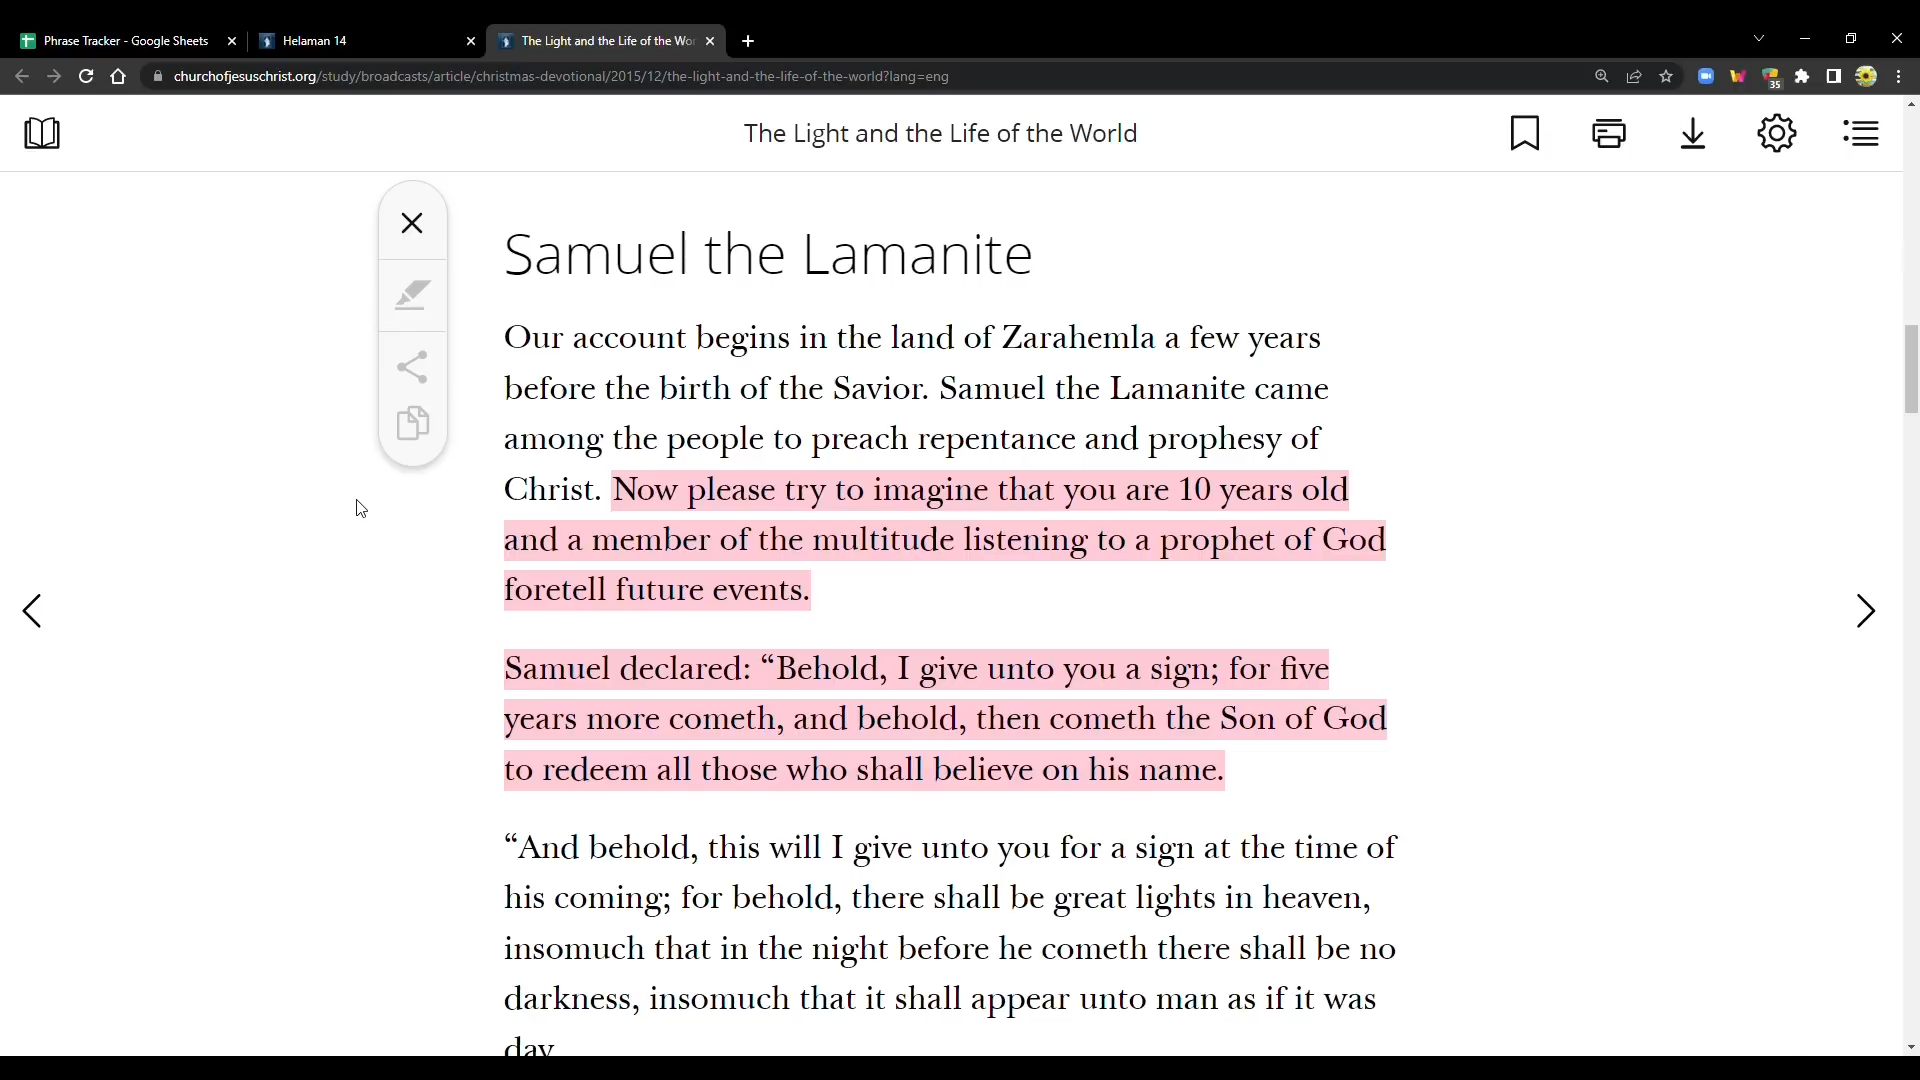 Phrase Tracker - Google Sheets
Helaman 14
The Light and the Life of the Wo
churchofjesuschrist.org/study/broadcasts/article/christmas-devotional/2015/12/the-light-and-the-life-of-the-world?lang=eng
35
The Light and the Life of the World
Samuel the Lamanite
Our account begins in the land of Zarahemla a few years
before the birth of the Savior. Samuel the Lamanite came
among the people to preach repentance and prophesy of
Christ. Now please try to imagine that you are 10 years old
and a member of the multitude listening to a prophet of God
foretell future events.
Samuel declared: “Behold, I give unto you a sign; for five
years more cometh, and behold, then cometh the Son of God
to redeem all those who shall believe on his name.
“And behold, this will I give unto you for a sign at the time of
his coming; for behold, there shall be great lights in heaven,
insomuch that in the night before he cometh there shall be no
darkness, insomuch that it shall appear unto man as if it was
day